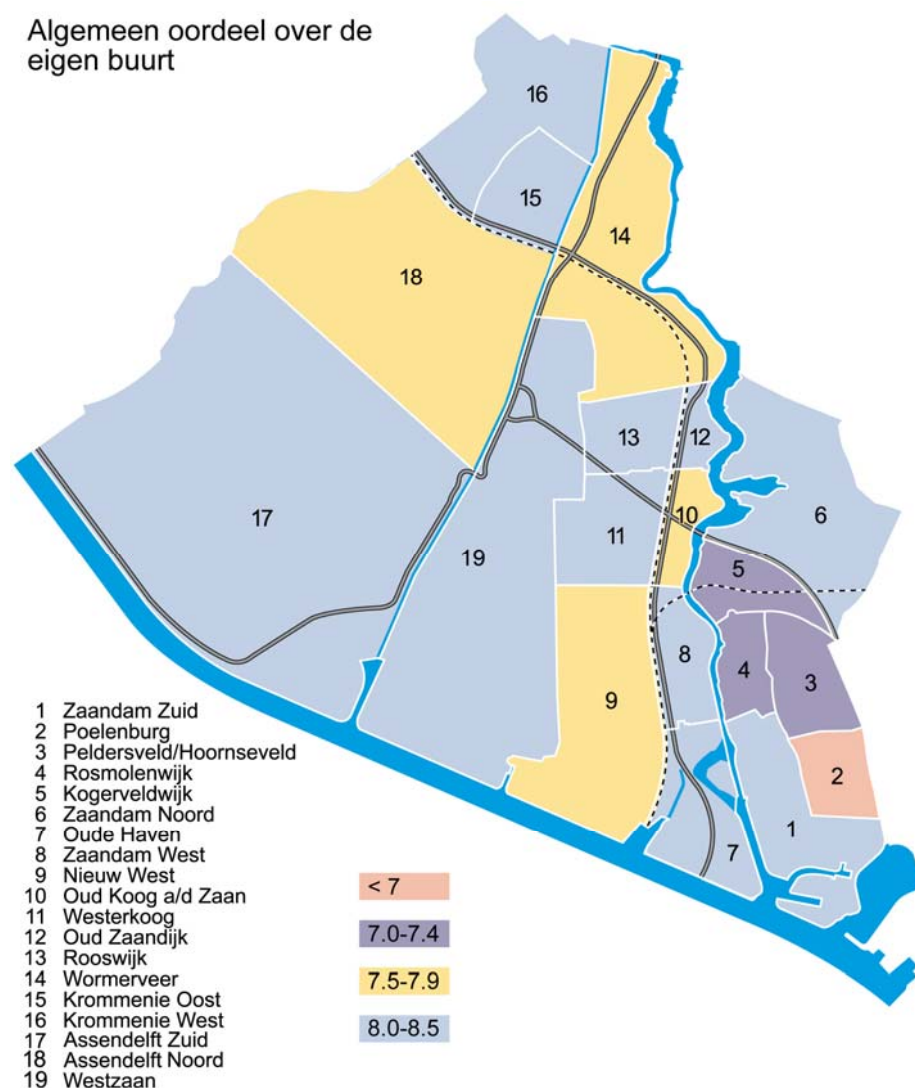 Algemeen oordeel over de
eigen buurt
16
15
14
18
13
12
10
6
17
11
19
5
8
4
3
9
2
1
7
1 Zaandam Zuid
2 Poelenburg
3 Peldersveld/Hoornseveld
4 Rosmolenwijk
5 Kogerveldwijk
6 Zaandam Noord
7 Oude Haven
8 Zaandam West
9 Nieuw West
10 Oud Koog a/d Zaan
11 Westerkoog
12 Oud Zaandijk
13 Rooswijk
14 Wormerveer
15 Krommenie Oost
16 Krommenie West
17 Assendelft Zuid
18 Assendelft Noord
19 Westzaan
< 7
7.0-7.4
7.5-7.9
8.0-8.5